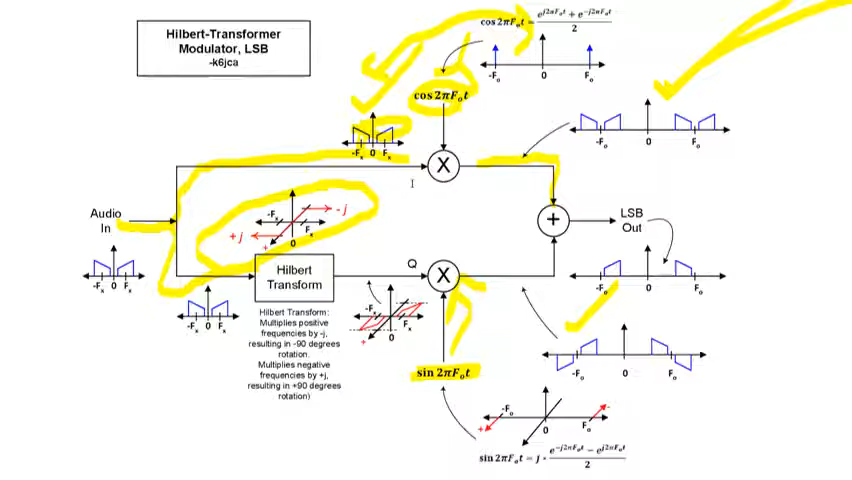 Hilbert-Transformer
Modulator, LSB
-k6jca
cos 2πFₒt = (e^{j2πFₒt} + e^{-j2πFₒt}) / 2
-Fₒ 0 Fₒ
cos 2πFₒt
-Fₓ 0 Fₓ
-Fₒ 0 Fₒ
X
I
-Fₓ - j
+ j Fₓ
+ 0
Audio
In
+
LSB
Out
-Fₓ 0 Fₓ
Hilbert
Transform
Q
X
-Fₒ 0 Fₒ
-Fₓ 0 Fₓ
Hilbert Transform:
Multiplies positive
frequencies by -j,
resulting in -90 degrees
rotation.
Multiplies negative
frequencies by +j,
resulting in +90 degrees
rotation)
-Fₓ Fₓ
+ 0
-Fₒ 0 Fₒ
sin 2πFₒt
-Fₒ -
+ 0 Fₒ
sin 2πFₒt = j * (e^{-j2πFₒt} − e^{j2πFₒt}) / 2